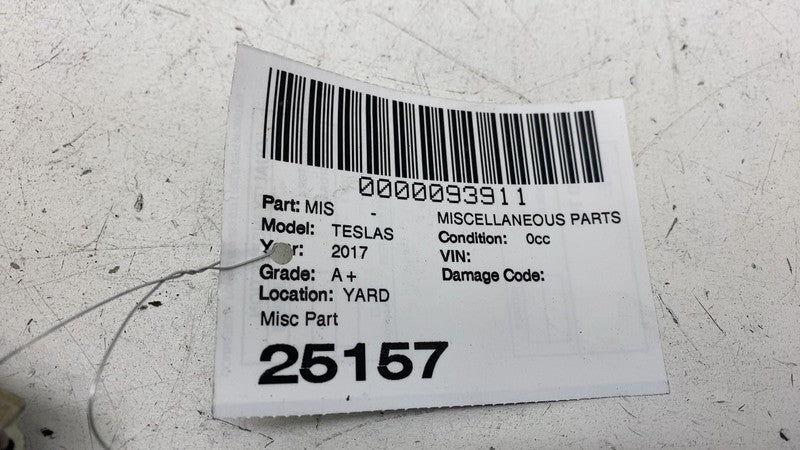 0000093911
Part: MIS - MISCELLANEOUS PARTS
Model: TESLAS Condition: 0cc
Year: 2017 VIN:
Grade: A+ Damage Code:
Location: YARD
Misc Part
25157